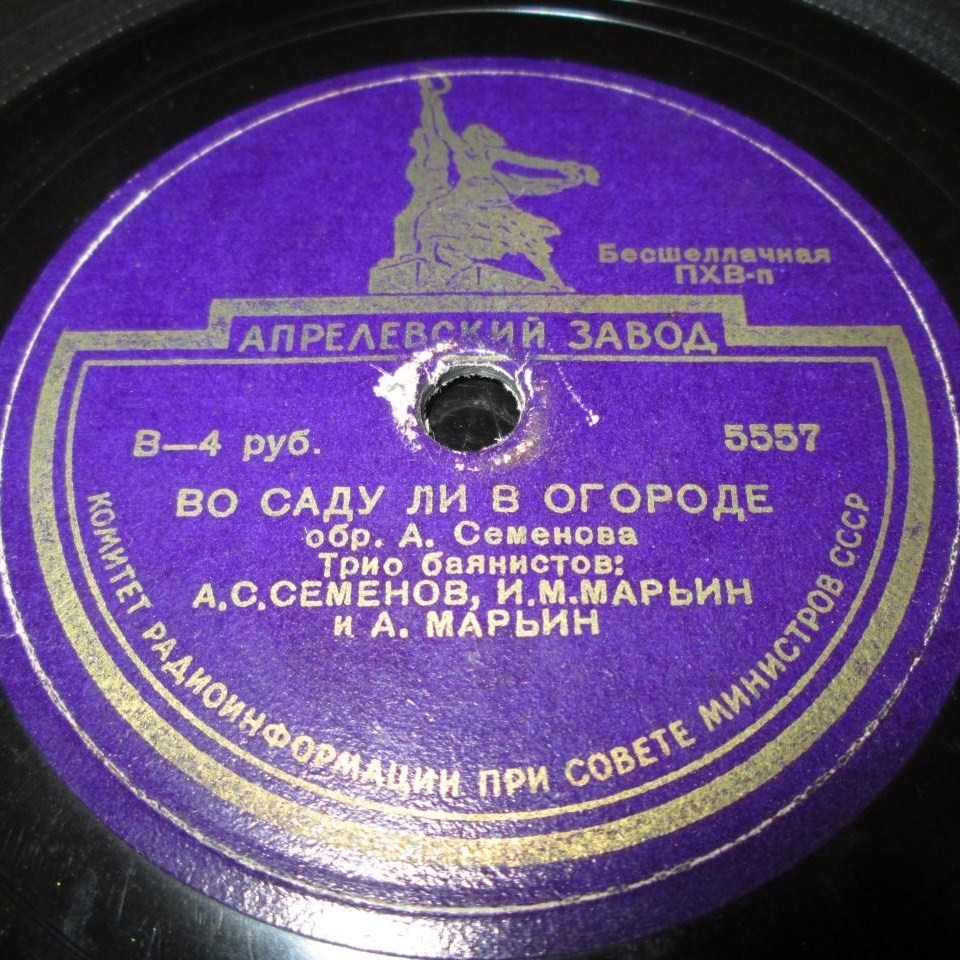 Бесшеллачная
ПХВ-п
АПРЕЛЕВСКИЙ ЗАВОД
В—4 руб.
5557
ВО САДУ ЛИ В ОГОРОДЕ
обр. А. Семенова
Трио баянистов:
А.С.СЕМЕНОВ, И.М.МАРЬИН
и А. МАРЬИН
КОМИТЕТ РАДИОИНФОРМАЦИИ ПРИ СОВЕТЕ МИНИСТРОВ СССР